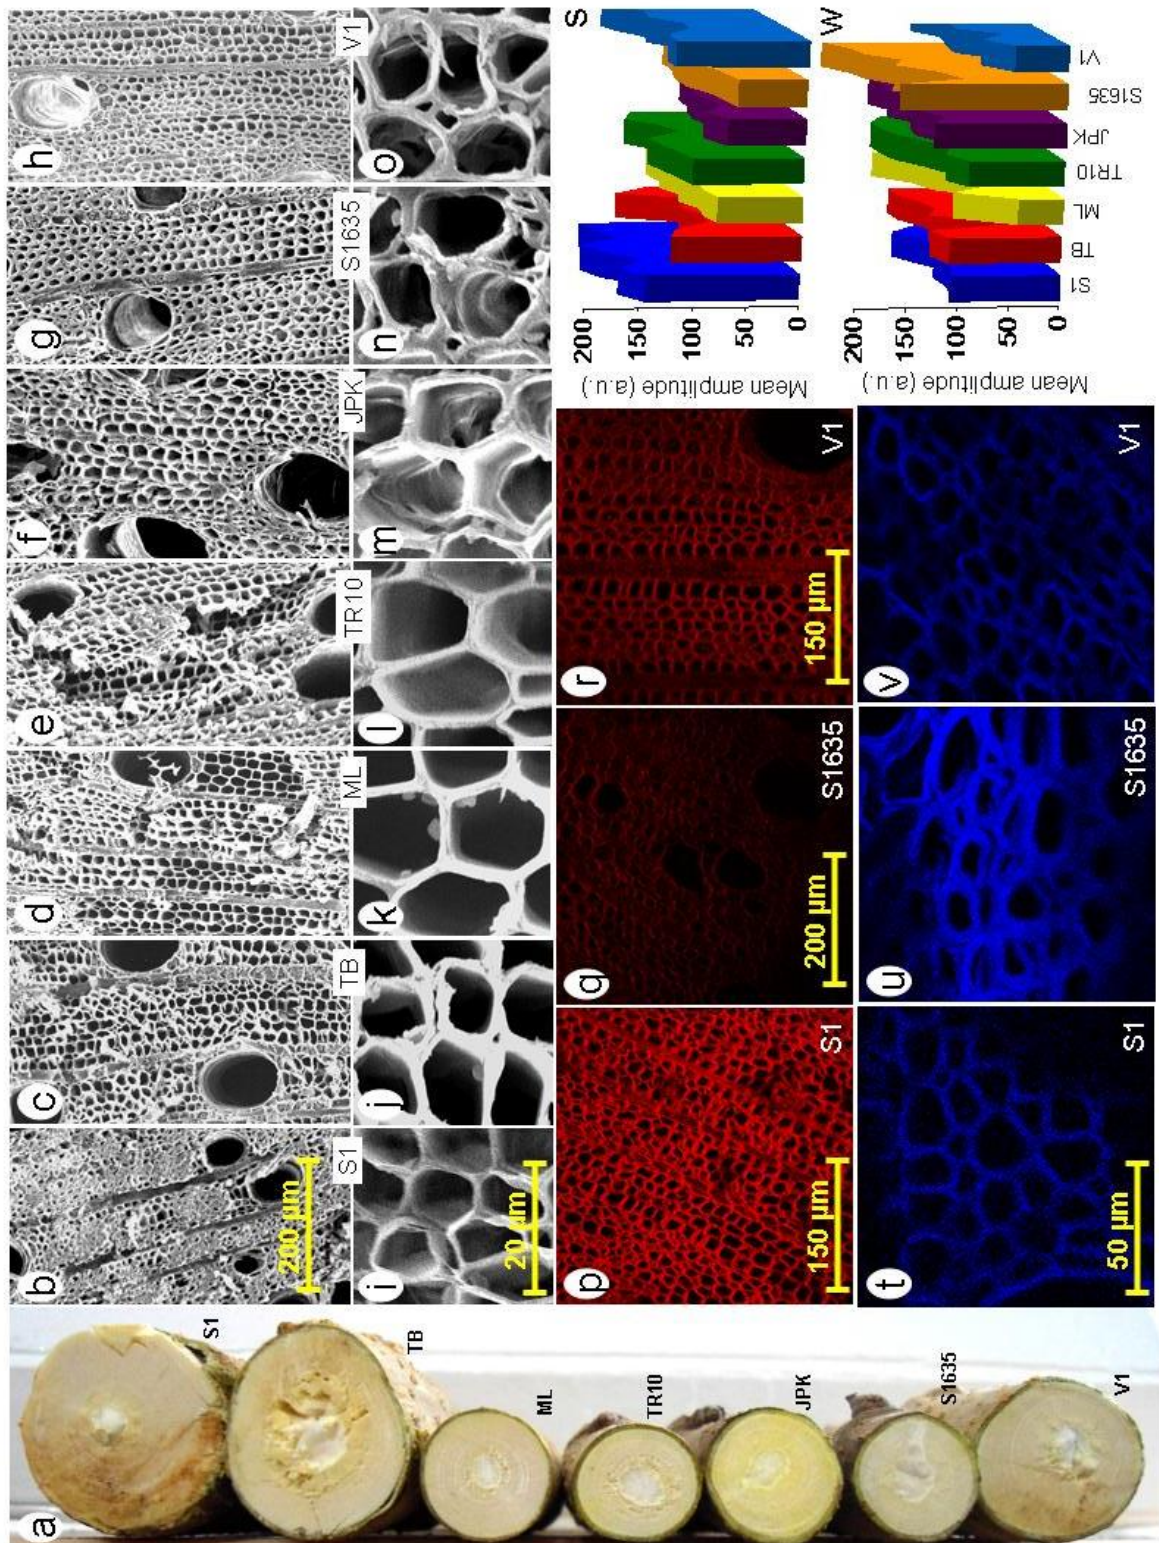 a
S1
TB
ML
TR10
JPK
S1635
V1
b
200 µm
S1
c
TB
d
ML
e
TR10
f
JPK
g
S1635
h
V1
i
20 µm
j
k
l
m
n
o
p
150 µm
S1
q
200 µm
S1635
r
150 µm
V1
S
Mean amplitude (a.u.)
200
150
100
50
0
t
50 µm
S1
u
S1635
v
V1
W
Mean amplitude (a.u.)
200
150
100
50
0
S1
TB
ML
TR10
JPK
S1635
V1